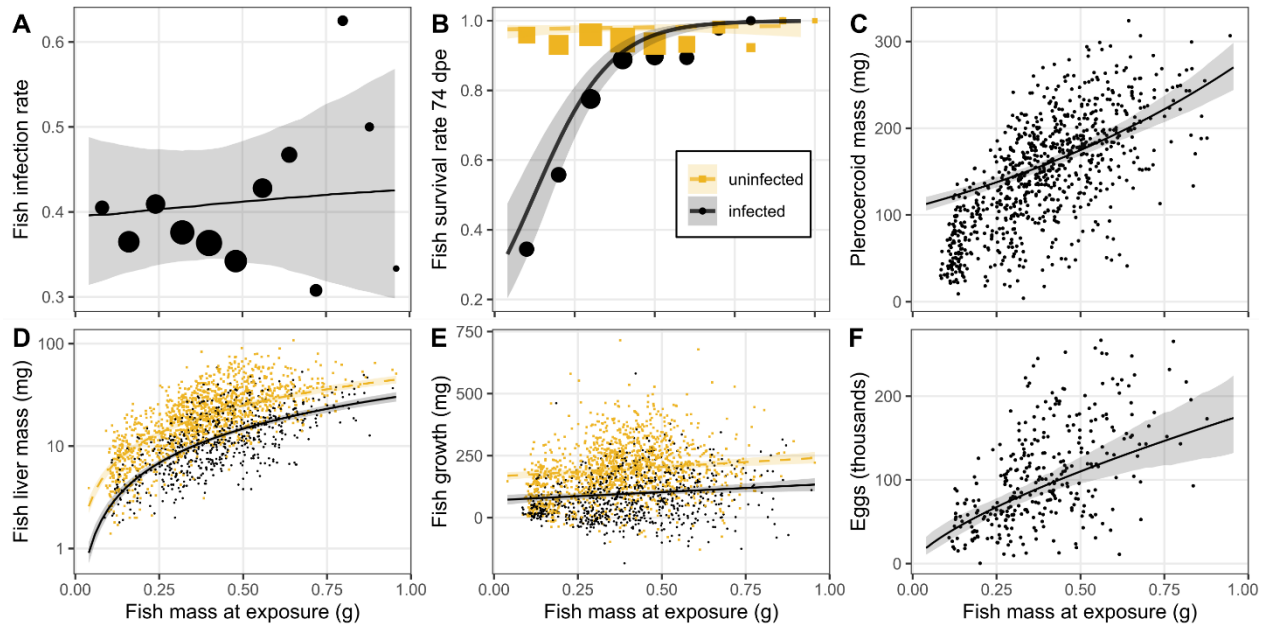 A
Fish infection rate
0.6
0.5
0.4
0.3
B
Fish survival rate 74 dpe
1.0
0.8
0.6
0.4
0.2
uninfected
infected
C
Plerocercoid mass (mg)
300
200
100
0
D
Fish liver mass (mg)
100
10
1
0.00 0.25 0.50 0.75 1.00
Fish mass at exposure (g)
E
Fish growth (mg)
750
500
250
0
0.00 0.25 0.50 0.75 1.00
Fish mass at exposure (g)
F
Eggs (thousands)
200
100
0
0.00 0.25 0.50 0.75 1.00
Fish mass at exposure (g)